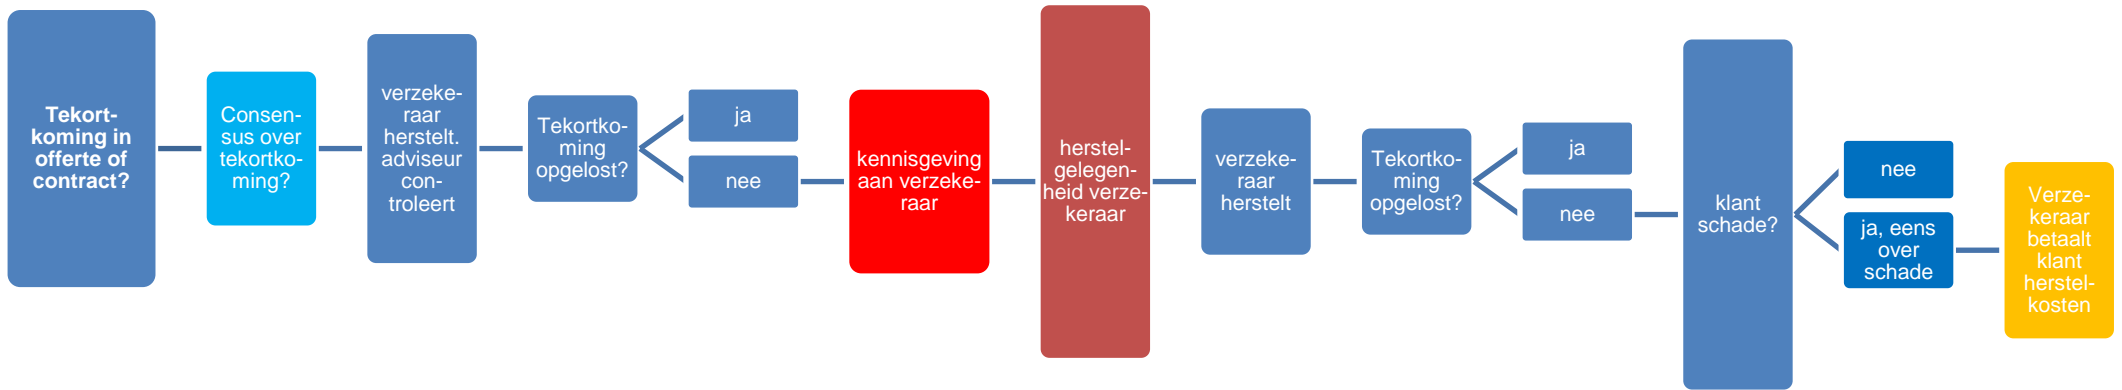 Tekort-
koming in
offerte of
contract?
Consen-
sus over
tekortko-
ming?
verzeke-
raar
herstelt.
adviseur
con-
troleert
Tekortko-
ming
opgelost?
ja
nee
kennisgeving
aan verzeke-
raar
herstel-
gelegen-
heid verze-
keraar
verzeke-
raar
herstelt
Tekortko-
ming
opgelost?
ja
nee
klant
schade?
nee
ja, eens
over
schade
Verze-
keraar
betaalt
klant
herstel-
kosten